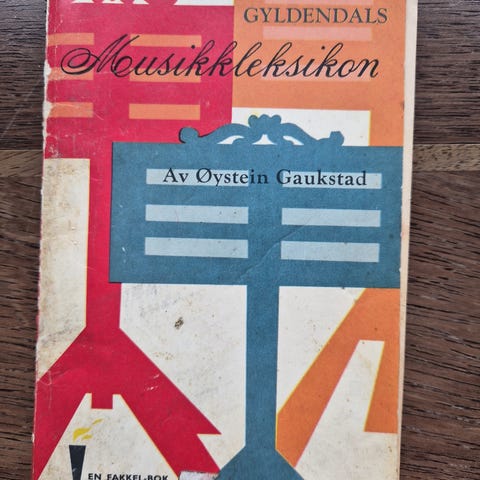 GYLDENDALS
Musikkleksikon
Av Øystein Gaukstad
EN FAKKEL-BOK